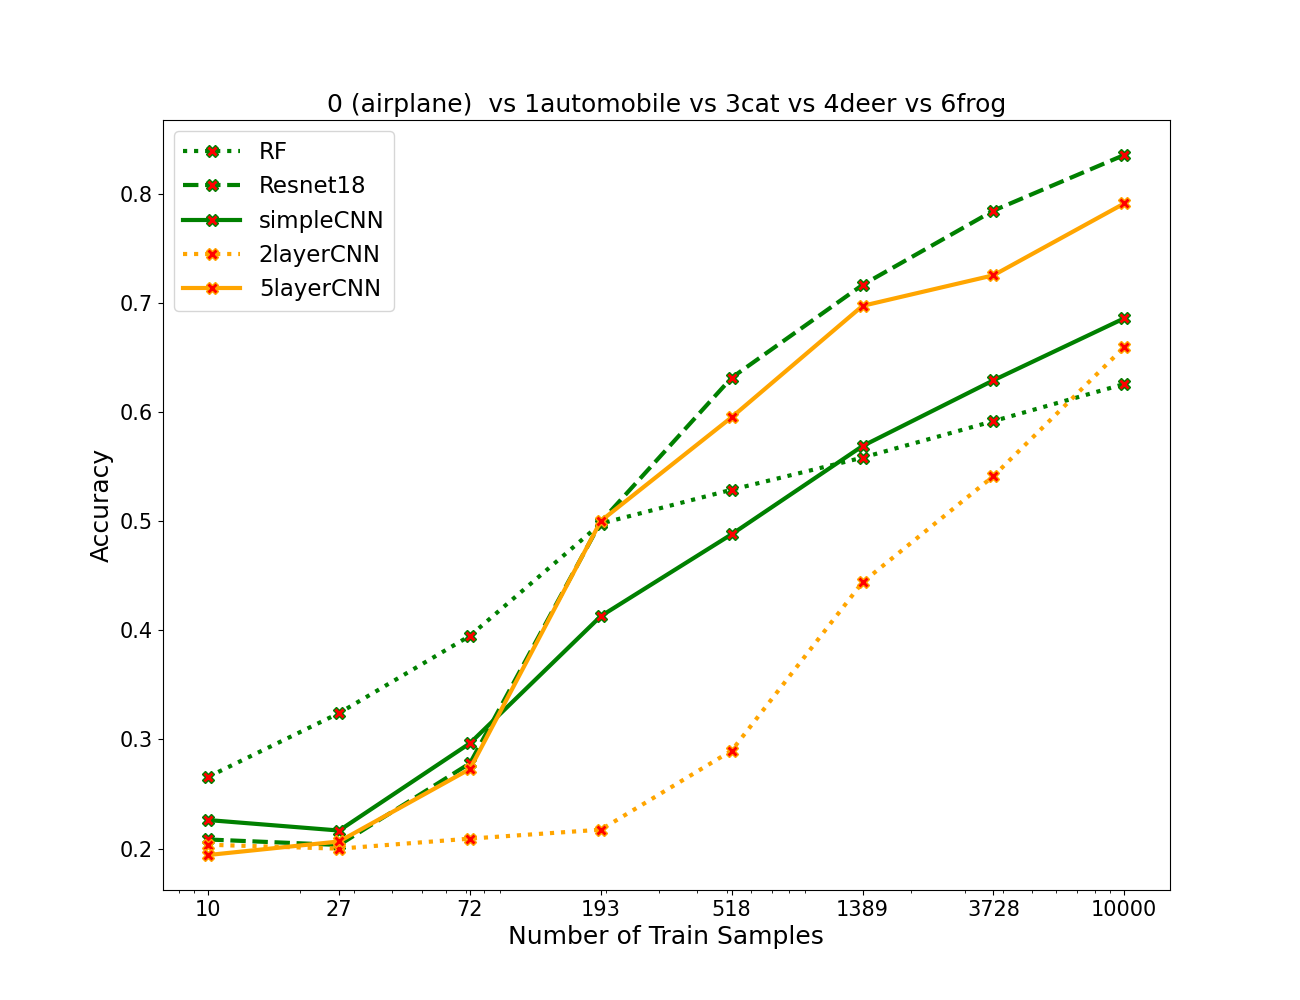 0 (airplane)  vs 1automobile vs 3cat vs 4deer vs 6frog
RF
Resnet18
simpleCNN
2layerCNN
5layerCNN
Accuracy
0.8
0.7
0.6
0.5
0.4
0.3
0.2
10 27 72 193 518 1389 3728 10000
Number of Train Samples